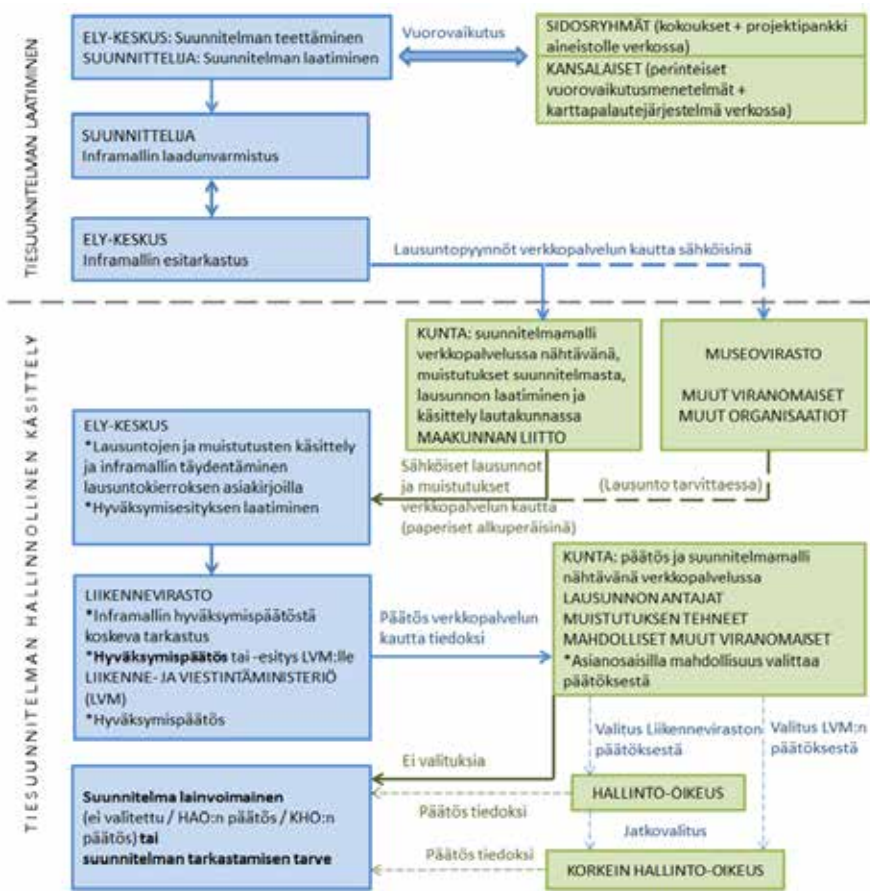 TIESUUNNITELMAN LAATIMINEN
ELY-KESKUS: Suunnitelman teettäminen
SUUNNITTELIJA: Suunnitelman laatiminen
Vuorovaikutus
SIDOSRYHMÄT (kokoukset + projektipankki
aineistolle verkossa)
KANSALAISET (perinteiset
vuorovaikutusmenetelmät +
karttapalautejärjestelmä verkossa)
SUUNNITTELIJA
Inframallin laadunvarmistus
ELY-KESKUS
Inframallin esitarkastus
Lausuntopyynnöt verkkopalvelun kautta sähköisinä
TIESUUNNITELMAN HALLINNOLLINEN KÄSITTELY
KUNTA: suunnitelmamalli
verkkopalvelussa nähtävänä,
muistutukset suunnitelmasta,
lausunnon laatiminen ja
käsittely lautakunnassa
MAAKUNNAN LIITTO
MUSEOVIRASTO
MUUT VIRANOMAISET
MUUT ORGANISAATIOT
ELY-KESKUS
*Lausuntojen ja muistutusten käsittely
ja inframallin täydentäminen
lausuntokierroksen asiakirjoilla
*Hyväksymisesityksen laatiminen
Sähköiset lausunnot
ja muistutukset
verkkopalvelun kautta
(paperiset alkuperäisinä)
(Lausunto tarvittaessa)
LIIKENNEVIRASTO
*Inframallin hyväksymispäätöstä
koskeva tarkastus
*Hyväksymispäätös tai -esitys LVM:lle
LIIKENNE- JA VIESTINTÄMINISTERIÖ
(LVM)
*Hyväksymispäätös
Päätös verkkopalvelun
kautta tiedoksi
KUNTA: päätös ja suunnitelmamalli
nähtävänä verkkopalvelussa
LAUSUNNON ANTAJAT
MUISTUTUKSEN TEHNEET
MAHDOLLISET MUUT VIRANOMAISET
*Asianosaisilla mahdollisuus valittaa
päätöksestä
Valitus Liikenneviraston
päätöksestä
Valitus LVM:n
päätöksestä
Ei valituksia
Suunnitelma lainvoimainen
(ei valitettu / HAO:n päätös / KHO:n
päätös) tai
suunnitelman tarkastamisen tarve
HALLINTO-OIKEUS
Päätös tiedoksi
Jatkovalitus
Päätös tiedoksi
KORKEIN HALLINTO-OIKEUS